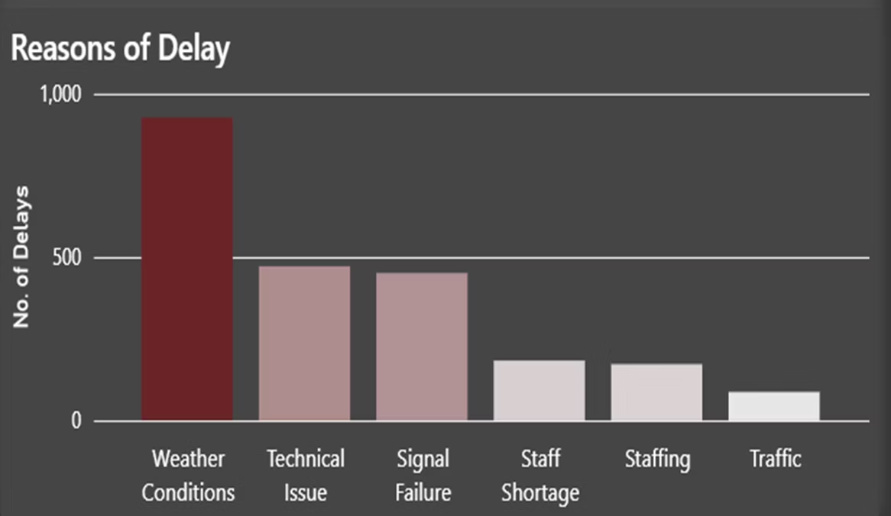 Reasons of Delay
1,000
500
0
No. of Delays
Weather Conditions
Technical Issue
Signal Failure
Staff Shortage
Staffing
Traffic